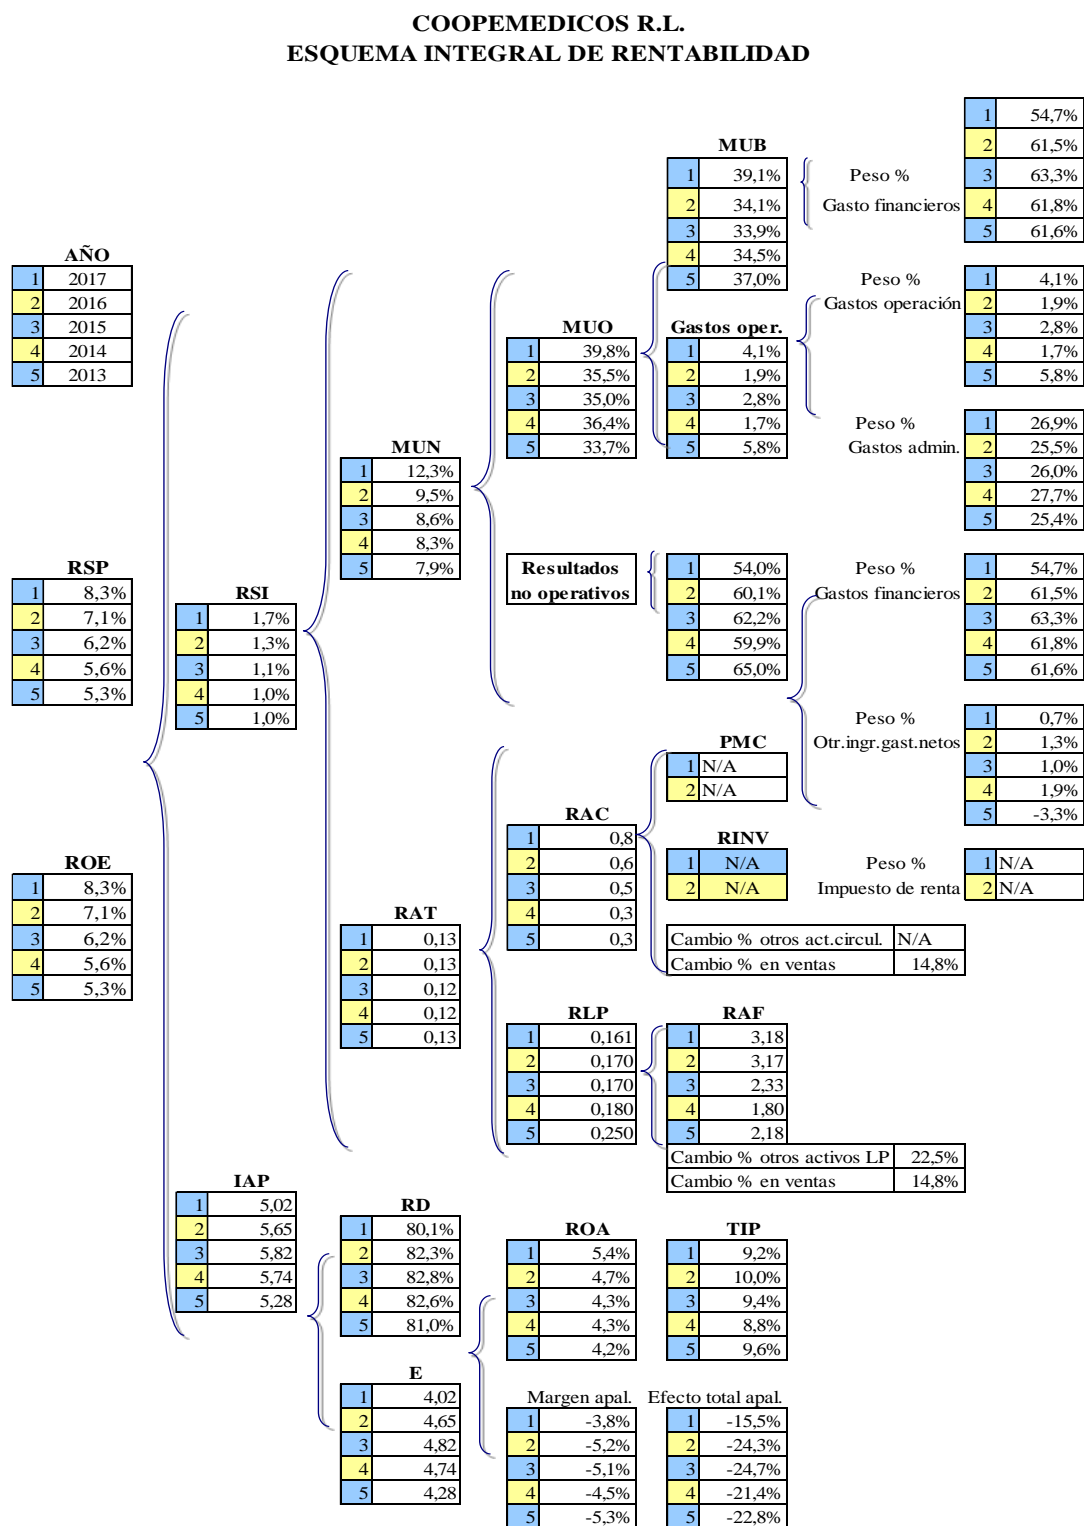 COOPEMEDICOS R.L.
ESQUEMA INTEGRAL DE RENTABILIDAD
AÑO
1 2017
2 2016
3 2015
4 2014
5 2013
RSP
1 8,3%
2 7,1%
3 6,2%
4 5,6%
5 5,3%
ROE
1 8,3%
2 7,1%
3 6,2%
4 5,6%
5 5,3%
RSI
1 1,7%
2 1,3%
3 1,1%
4 1,0%
5 1,0%
IAP
1 5,02
2 5,65
3 5,82
4 5,74
5 5,28
MUN
1 12,3%
2 9,5%
3 8,6%
4 8,3%
5 7,9%
RAT
1 0,13
2 0,13
3 0,12
4 0,12
5 0,13
RD
1 80,1%
2 82,3%
3 82,8%
4 82,6%
5 81,0%
E
1 4,02
2 4,65
3 4,82
4 4,74
5 4,28
MUO
1 39,8%
2 35,5%
3 35,0%
4 36,4%
5 33,7%
Resultados
no operativos
1 54,0%
2 60,1%
3 62,2%
4 59,9%
5 65,0%
RAC
1 0,8
2 0,6
3 0,5
4 0,3
5 0,3
RLP
1 0,161
2 0,170
3 0,170
4 0,180
5 0,250
ROA
1 5,4%
2 4,7%
3 4,3%
4 4,3%
5 4,2%
Margen apal.
1 -3,8%
2 -5,2%
3 -5,1%
4 -4,5%
5 -5,3%
MUB
1 39,1%
2 34,1%
3 33,9%
4 34,5%
5 37,0%
Gastos oper.
1 4,1%
2 1,9%
3 2,8%
4 1,7%
5 5,8%
PMC
1 N/A
2 N/A
RINV
1 N/A
2 N/A
Cambio % otros act.circul. N/A
Cambio % en ventas 14,8%
RAF
1 3,18
2 3,17
3 2,33
4 1,80
5 2,18
Cambio % otros activos LP 22,5%
Cambio % en ventas 14,8%
TIP
1 9,2%
2 10,0%
3 9,4%
4 8,8%
5 9,6%
Efecto total apal.
1 -15,5%
2 -24,3%
3 -24,7%
4 -21,4%
5 -22,8%
Peso %
Gasto financieros
1 54,7%
2 61,5%
3 63,3%
4 61,8%
5 61,6%
Peso %
Gastos operación
1 4,1%
2 1,9%
3 2,8%
4 1,7%
5 5,8%
Peso %
Gastos admin.
1 26,9%
2 25,5%
3 26,0%
4 27,7%
5 25,4%
Peso %
Gastos financieros
1 54,7%
2 61,5%
3 63,3%
4 61,8%
5 61,6%
Peso %
Otr.ingr.gast.netos
1 0,7%
2 1,3%
3 1,0%
4 1,9%
5 -3,3%
Peso %
Impuesto de renta
1 N/A
2 N/A